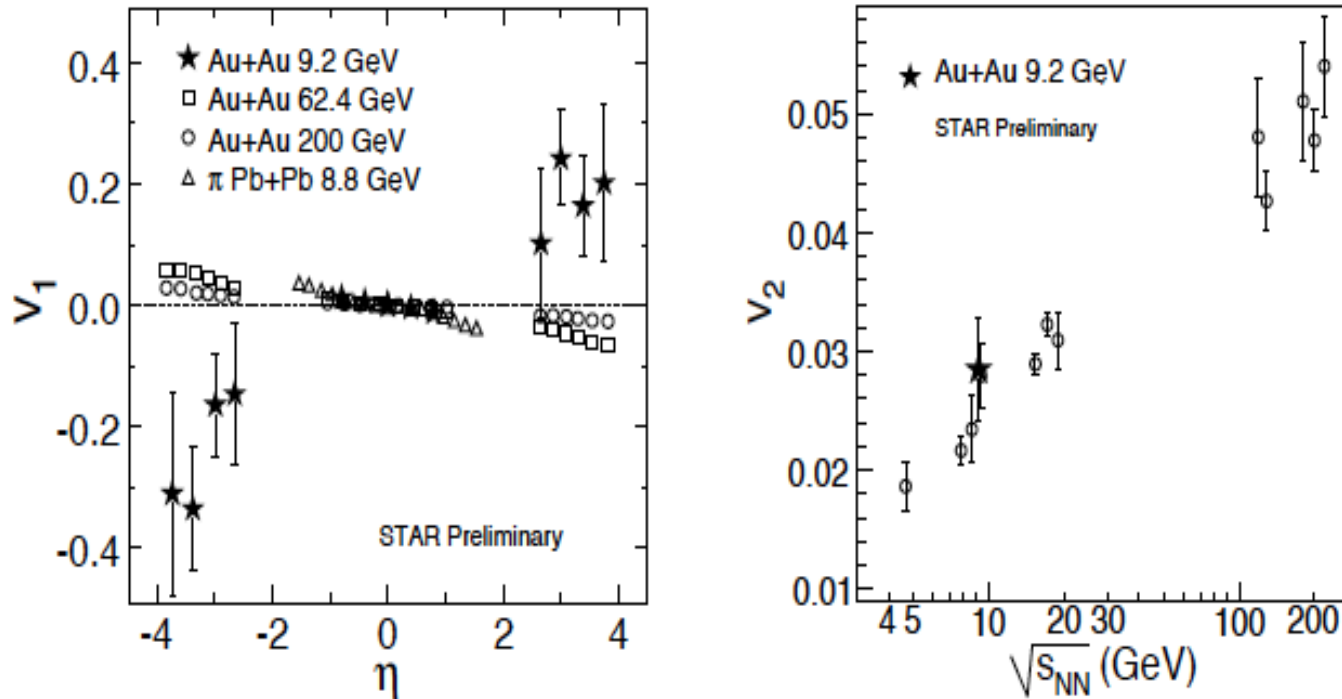 0.4
0.2
0.0
-0.2
-0.4
v1
★ Au+Au 9.2 GeV
□ Au+Au 62.4 GeV
○ Au+Au 200 GeV
△ π Pb+Pb 8.8 GeV
STAR Preliminary
-4 -2 0 2 4
η
0.05
0.04
0.03
0.02
0.01
v2
★ Au+Au 9.2 GeV
STAR Preliminary
4 5 10 20 30 100 200
√sNN (GeV)